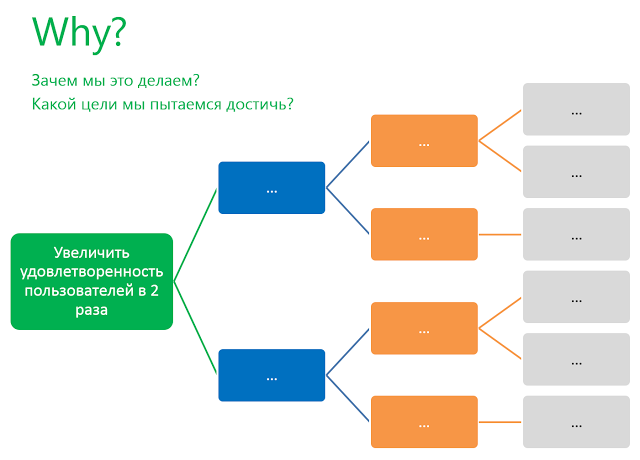 Why?
Зачем мы это делаем?
Какой цели мы пытаемся достичь?
Увеличить
удовлетворенность
пользователей в 2
раза
...
...
...
...
...
...
...
...
...
...
...
...